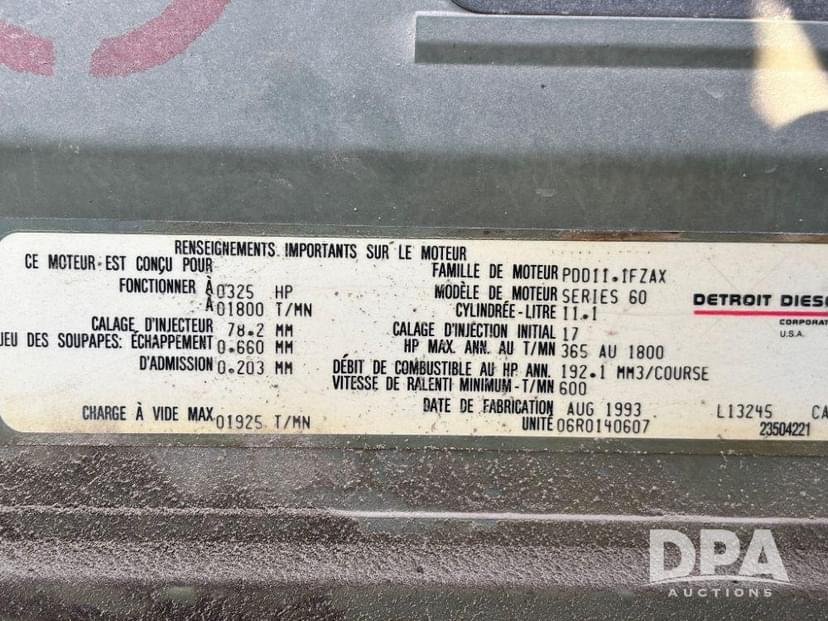 RENSEIGNEMENTS IMPORTANTS SUR LE MOTEUR
CE MOTEUR EST CONÇU POUR
FONCTIONNER À 0325 HP
À 01800 T/MN
CALAGE D'INJECTEUR 78.2 MM
JEU DES SOUPAPES: ÉCHAPPEMENT 0.660 MM
D'ADMISSION 0.203 MM
CHARGE À VIDE MAX 01925 T/MN
FAMILLE DE MOTEUR PDD11.1FZAX
MODÈLE DE MOTEUR SERIES 60
CYLINDRÉE-LITRE 11.1
CALAGE D'INJECTION INITIAL 17
HP MAX. ANN. AU T/MN 365 AU 1800
DÉBIT DE COMBUSTIBLE AU HP ANN. 192.1 MM3/COURSE
VITESSE DE RALENTI MINIMUM-T/MN 600
DATE DE FABRICATION AUG 1993
UNITÉ 06R0140607
DETROIT DIESE
CORPORAT
U.S.A.
L13245 CA
23504221
DPA
AUCTIONS